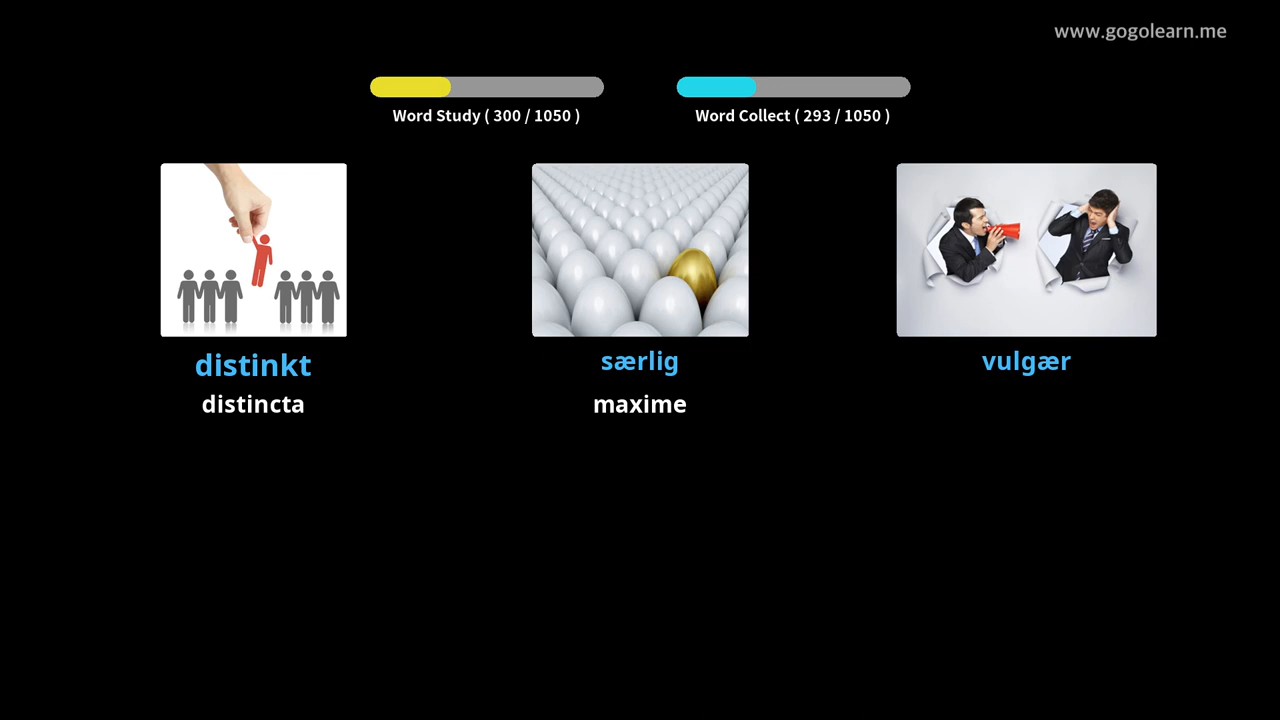 www.gogolearn.me
Word Study ( 300 / 1050 )
Word Collect ( 293 / 1050 )
distinkt
særlig
vulgær
distincta
maxime